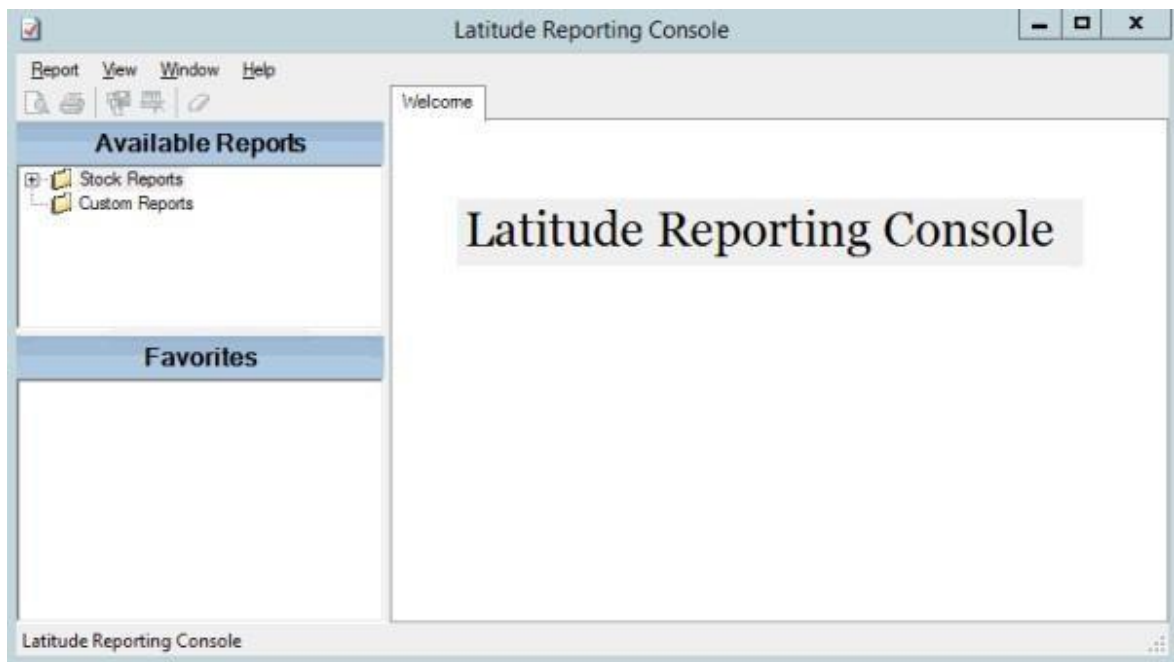 Latitude Reporting Console
Report View Window Help
Welcome
Available Reports
Stock Reports
Custom Reports
Latitude Reporting Console
Favorites
Latitude Reporting Console